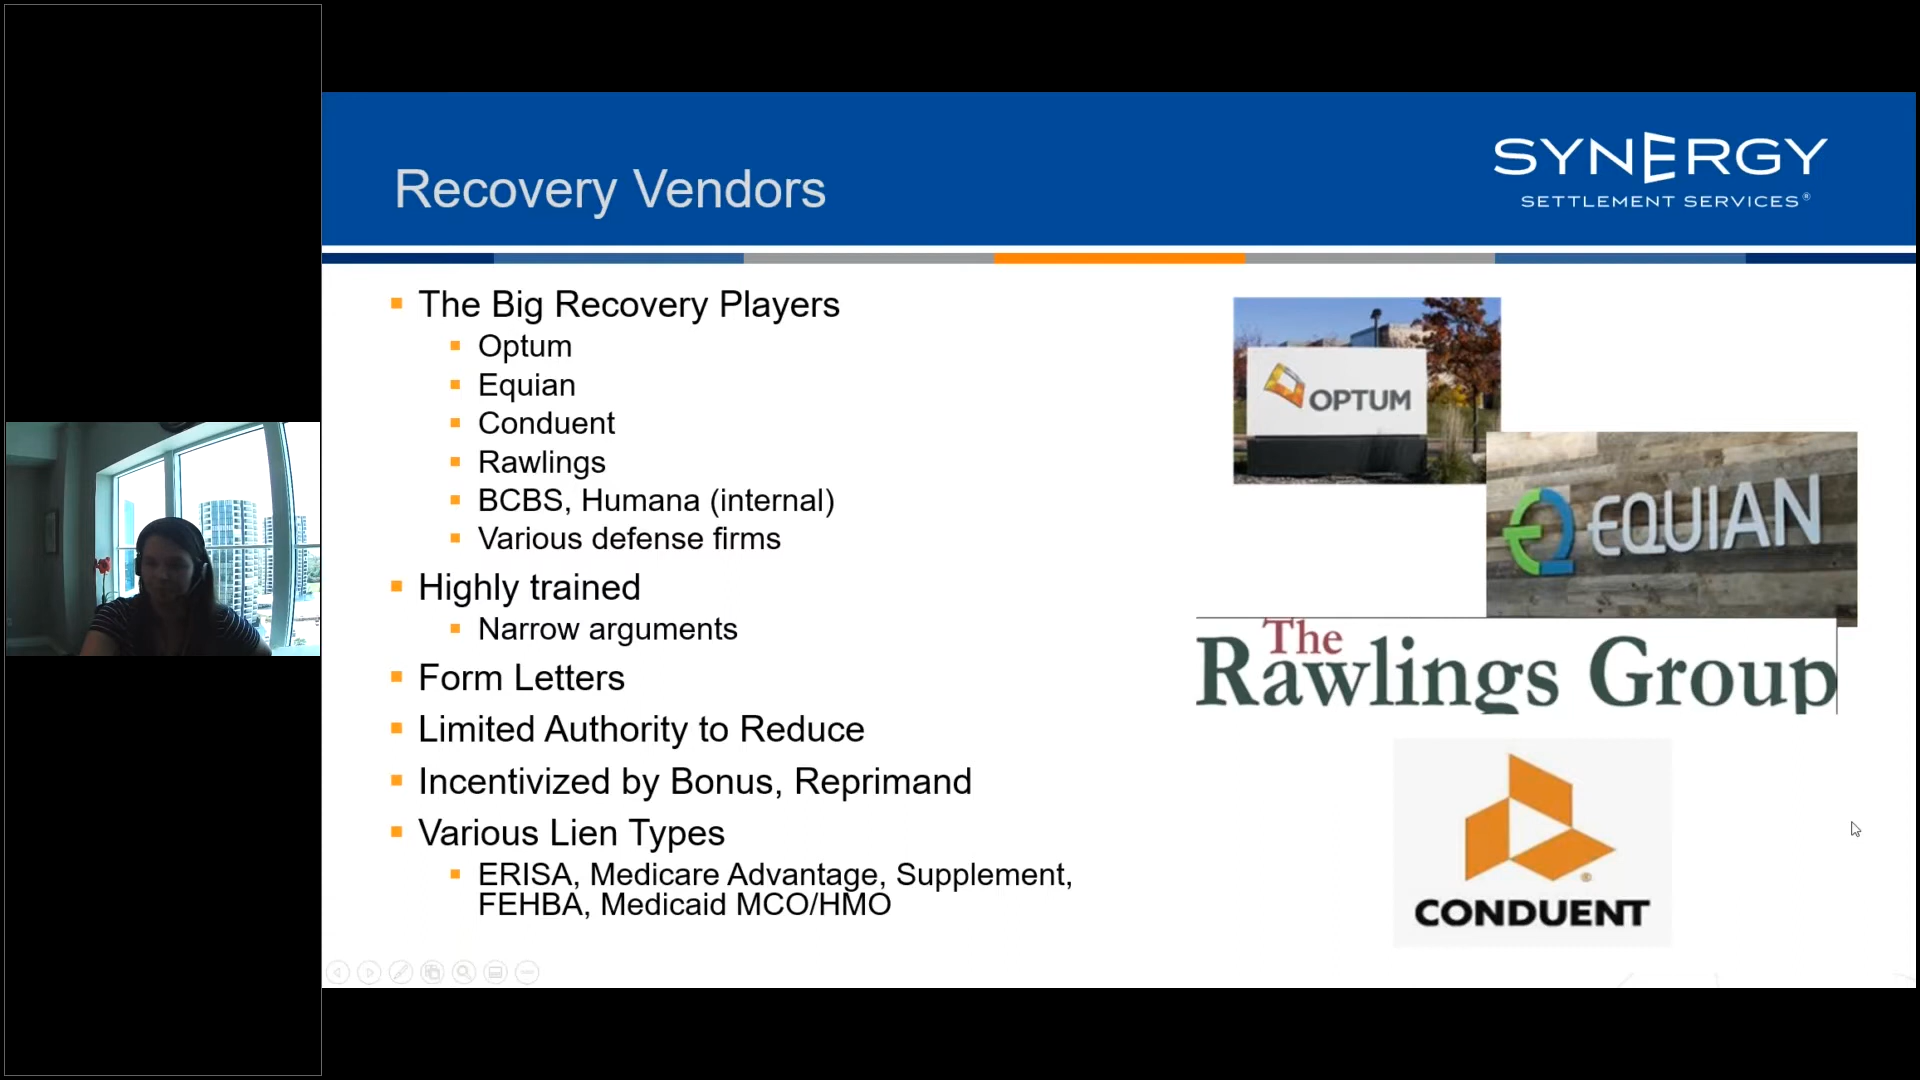 Recovery Vendors
SYNERGY
SETTLEMENT SERVICES®
The Big Recovery Players
Optum
Equian
Conduent
Rawlings
BCBS, Humana (internal)
Various defense firms
Highly trained
Narrow arguments
Form Letters
Limited Authority to Reduce
Incentivized by Bonus, Reprimand
Various Lien Types
ERISA, Medicare Advantage, Supplement,
FEHBA, Medicaid MCO/HMO
OPTUM
EQUIAN
The
Rawlings Group
®
CONDUENT